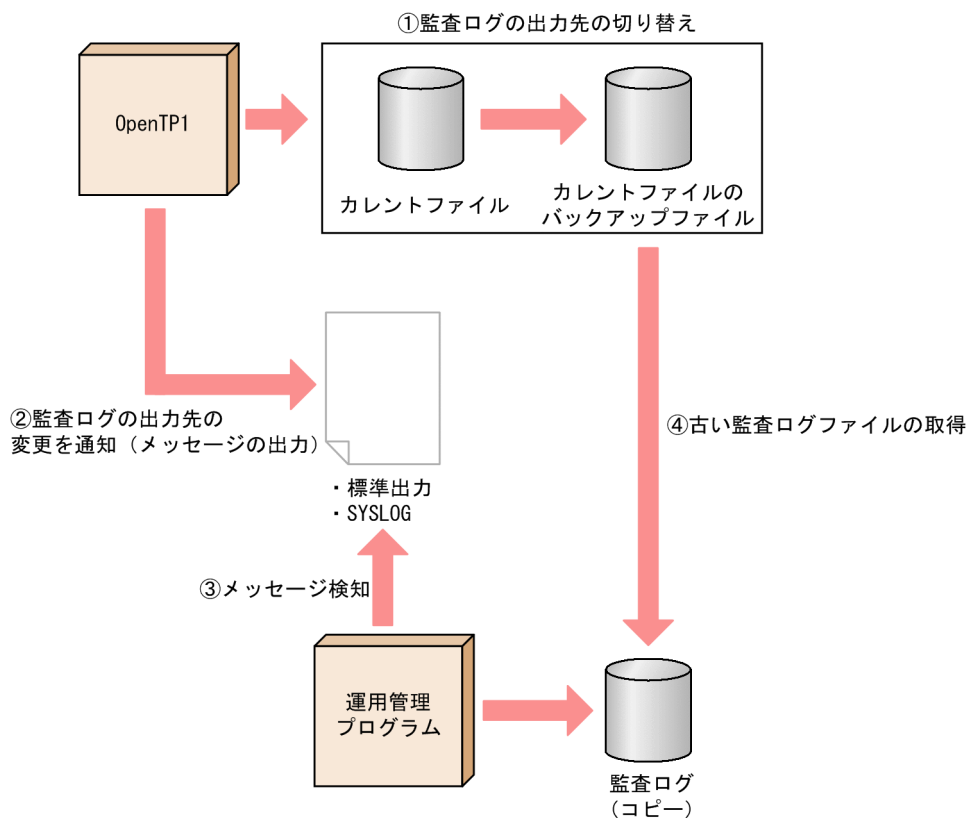 ①監査ログの出力先の切り替え
OpenTP1
カレントファイル
カレントファイルの
バックアップファイル
②監査ログの出力先の
変更を通知（メッセージの出力）
・標準出力
・SYSLOG
④古い監査ログファイルの取得
③メッセージ検知
運用管理
プログラム
監査ログ
（コピー）